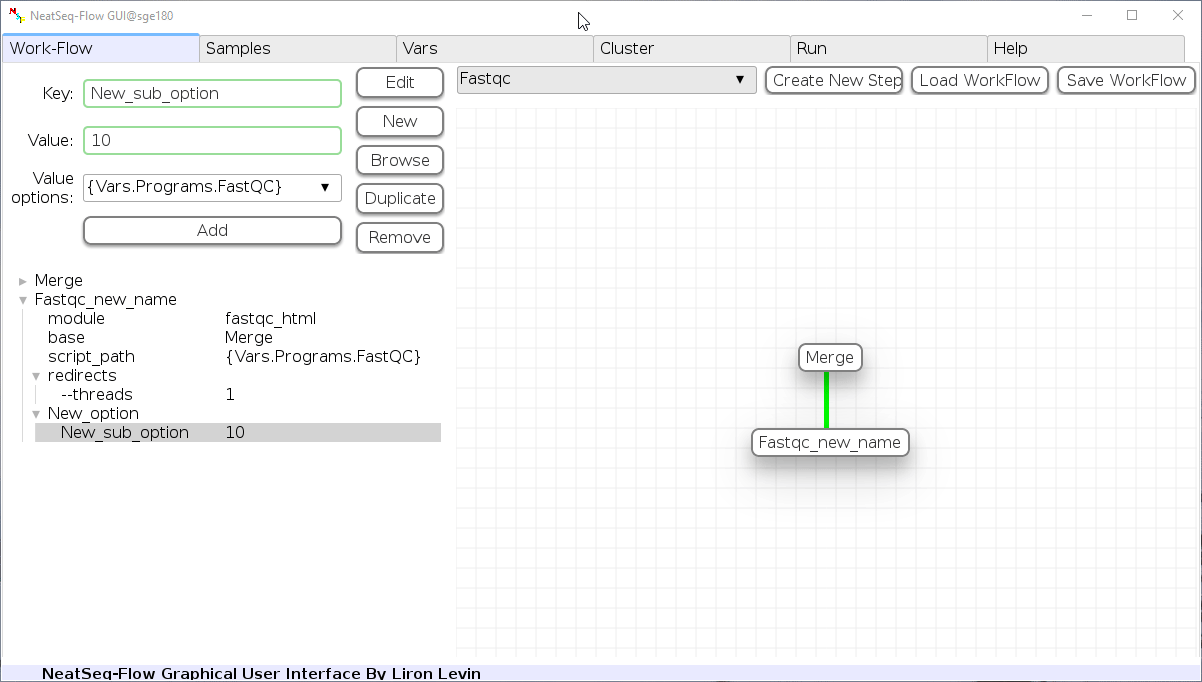 NeatSeq-Flow GUI@sge180
Work-Flow
Samples
Vars
Cluster
Run
Help
Key:
New_sub_option
Value:
10
Value
options:
{Vars.Programs.FastQC}
Add
Edit
New
Browse
Duplicate
Remove
Merge
Fastqc_new_name
module fastqc_html
base Merge
script_path {Vars.Programs.FastQC}
redirects
--threads 1
New_option
New_sub_option 10
Fastqc
Create New Step
Load WorkFlow
Save WorkFlow
Merge
Fastqc_new_name
NeatSeq-Flow Graphical User Interface By Liron Levin